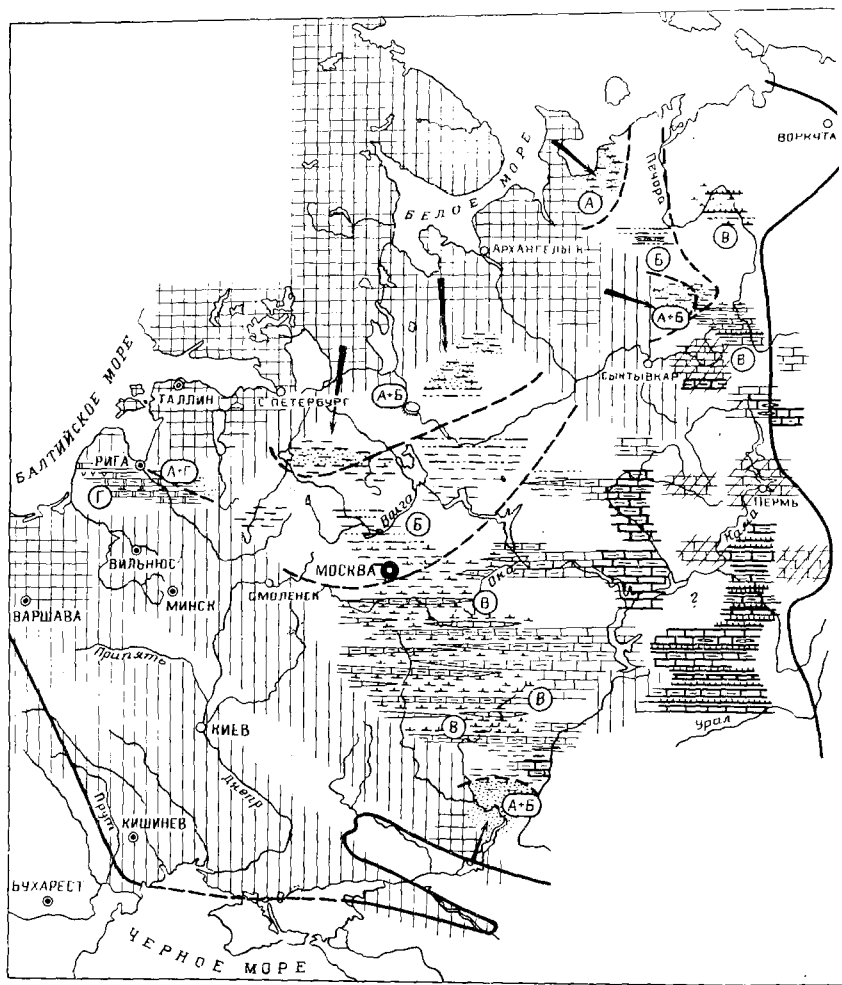 ВОРКУТА
Печора
БЕЛОЕ МОРЕ
А
В
АРХАНГЕЛЬСК
Б
А+Б
В
СЫКТЫВКАР
БАЛТИЙСКОЕ МОРЕ
ТАЛЛИН
С ПЕТЕРБУРГ
А+Б
РИГА
А+Г
Г
Волга
Б
ПЕРМЬ
Кама
ВИЛЬНЮС
МОСКВА
Ока
МИНСК
СМОЛЕНСК
В
?
ВАРШАВА
Припять
В
В
Урал
КИЕВ
Днепр
А+Б
Прут
КИШИНЕВ
БУХАРЕСТ
ЧЕРНОЕ МОРЕ